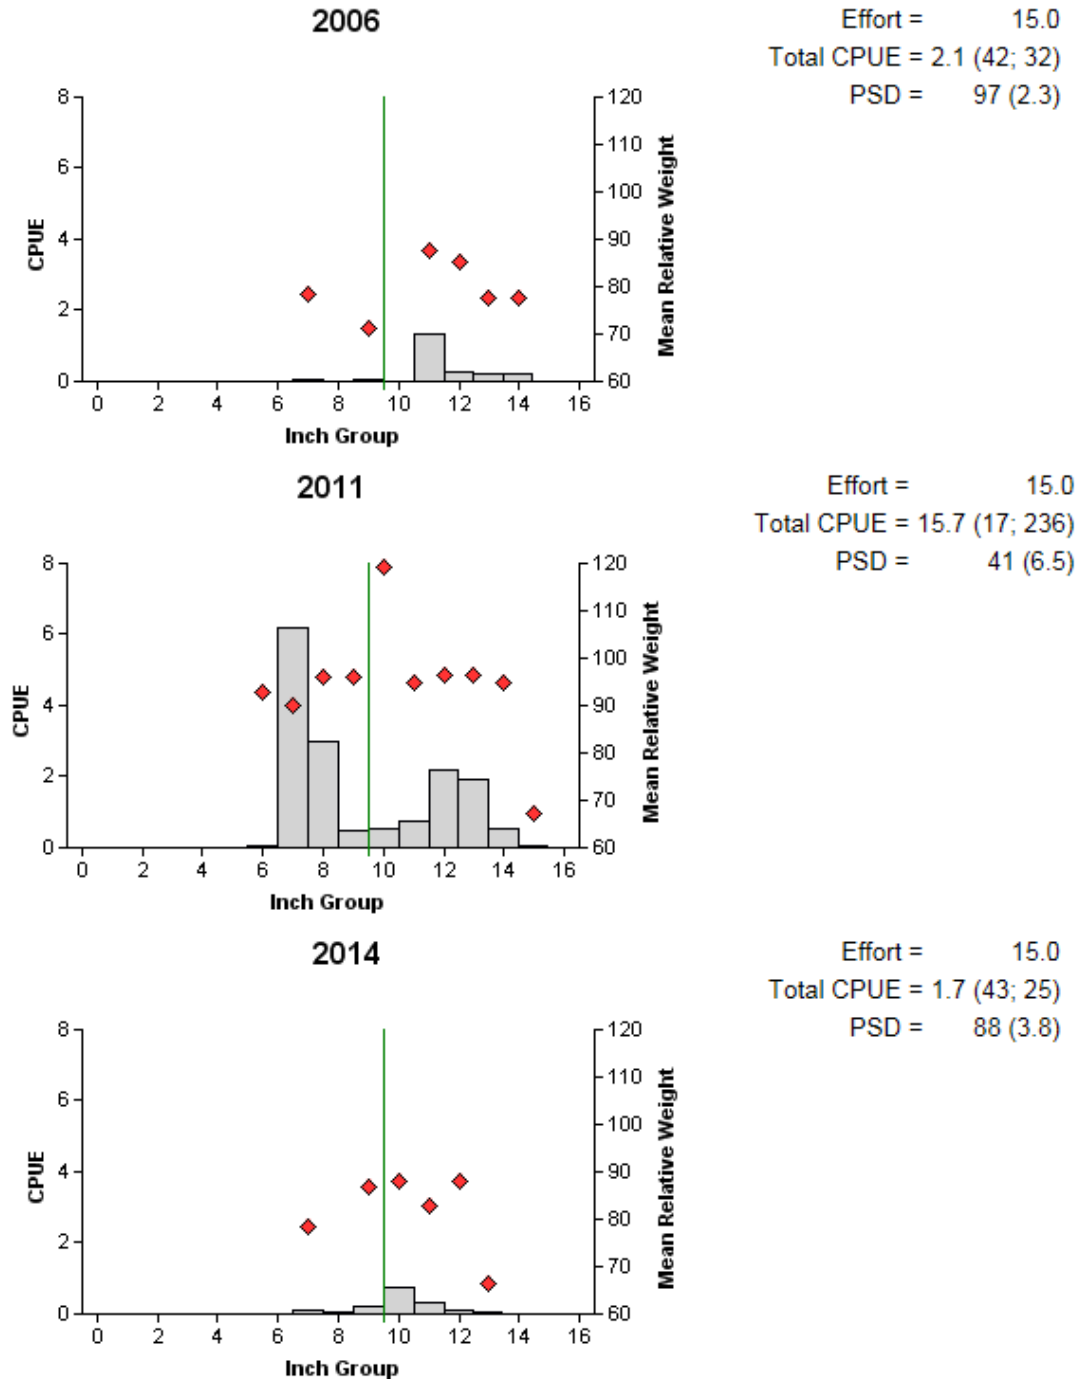 2006
Effort = 15.0
Total CPUE = 2.1 (42; 32)
PSD = 97 (2.3)
8
6
4
2
0
CPUE
120
110
100
90
80
70
60
Mean Relative Weight
0 2 4 6 8 10 12 14 16
Inch Group
2011
Effort = 15.0
Total CPUE = 15.7 (17; 236)
PSD = 41 (6.5)
8
6
4
2
0
CPUE
120
110
100
90
80
70
60
Mean Relative Weight
0 2 4 6 8 10 12 14 16
Inch Group
2014
Effort = 15.0
Total CPUE = 1.7 (43; 25)
PSD = 88 (3.8)
8
6
4
2
0
CPUE
120
110
100
90
80
70
60
Mean Relative Weight
0 2 4 6 8 10 12 14 16
Inch Group